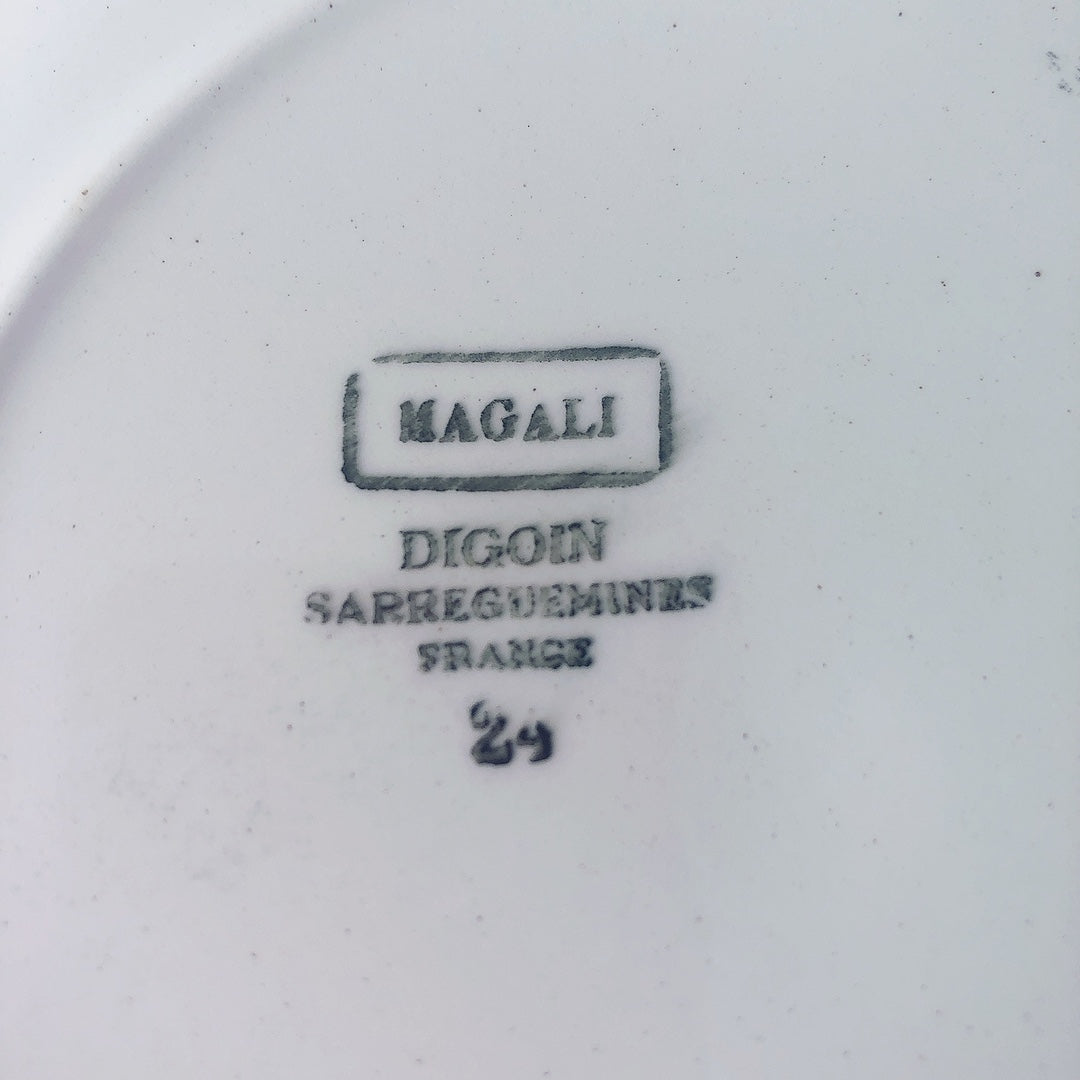 MAGALI
DIGOIN
SARREGUEMINES
FRANCE
29